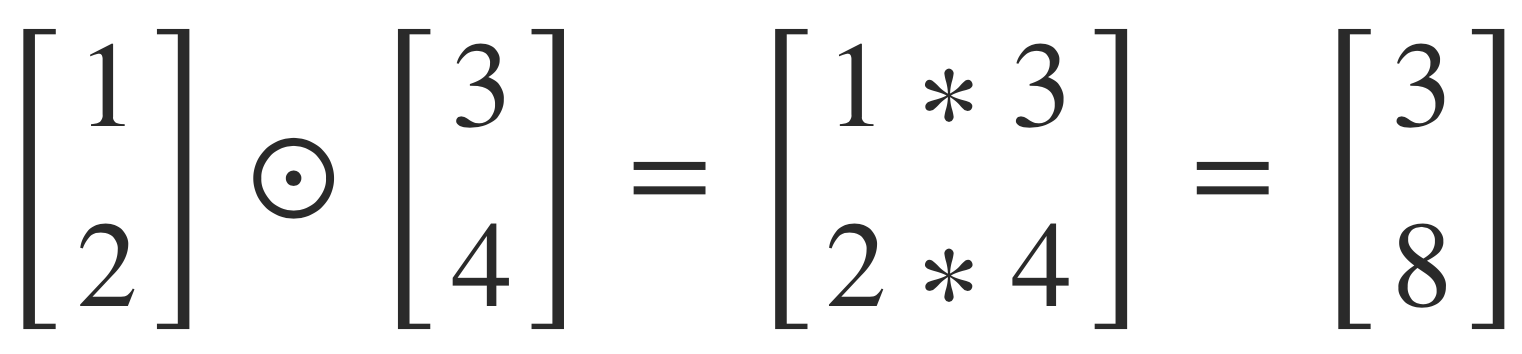 [1 2] ⊙ [3 4] = [1 * 3 2 * 4] = [3 8]